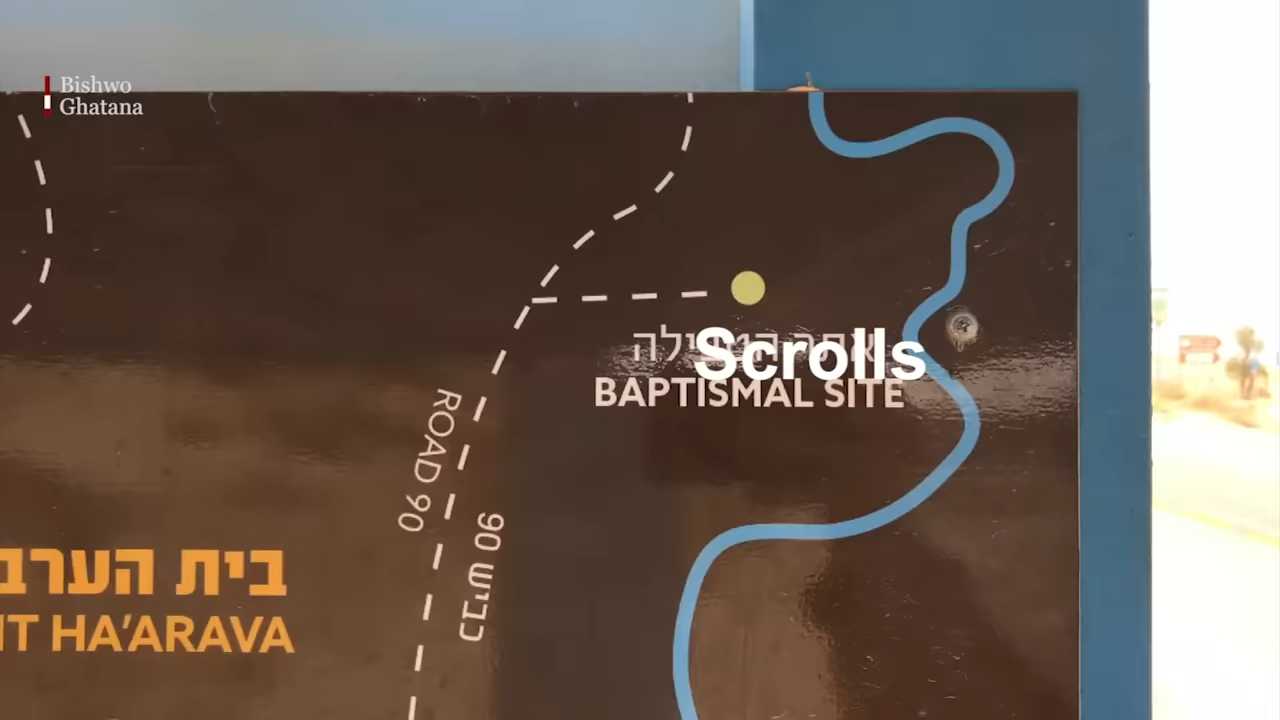 Bishwo
Ghatana
Scrolls
BAPTISMAL SITE
ROAD 90
כביש 90
בית הערב
IT HA'ARAVA